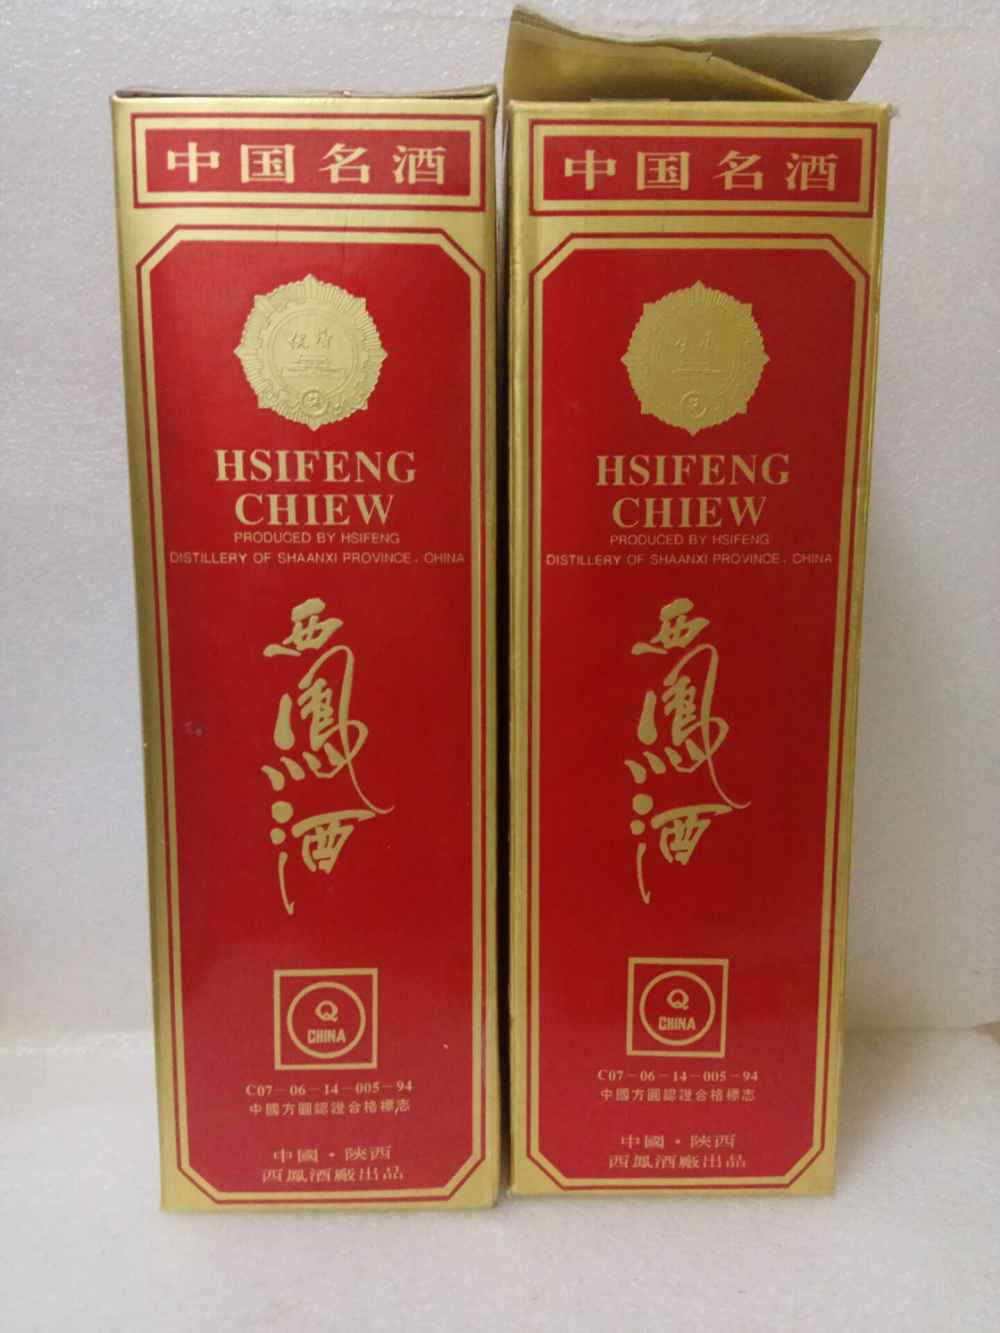 中国名酒
HSIFENG
CHIEW
PRODUCED BY HSIFENG
DISTILLERY OF SHAANXI PROVINCE, CHINA
西鳳酒
Q
CHINA
C07-06-14-005-94
中國方圓認證合格標志
中國·陝西
西鳳酒廠出品
中国名酒
HSIFENG
CHIEW
PRODUCED BY HSIFENG
DISTILLERY OF SHAANXI PROVINCE, CHINA
西鳳酒
Q
CHINA
C07-06-14-005-94
中國方圓認證合格標志
中國·陝西
西鳳酒廠出品